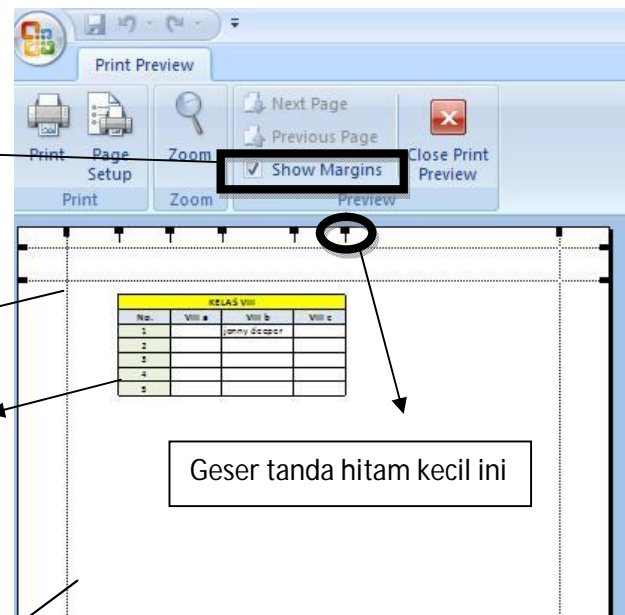 Print Preview
Next Page
Previous Page
Print Page Setup Zoom Show Margins Close Print Preview
Print Zoom Preview
KELAS VIII
No. VIII a VIII b VIII c
1 jonny deeper
2
3
4
5
Geser tanda hitam kecil ini